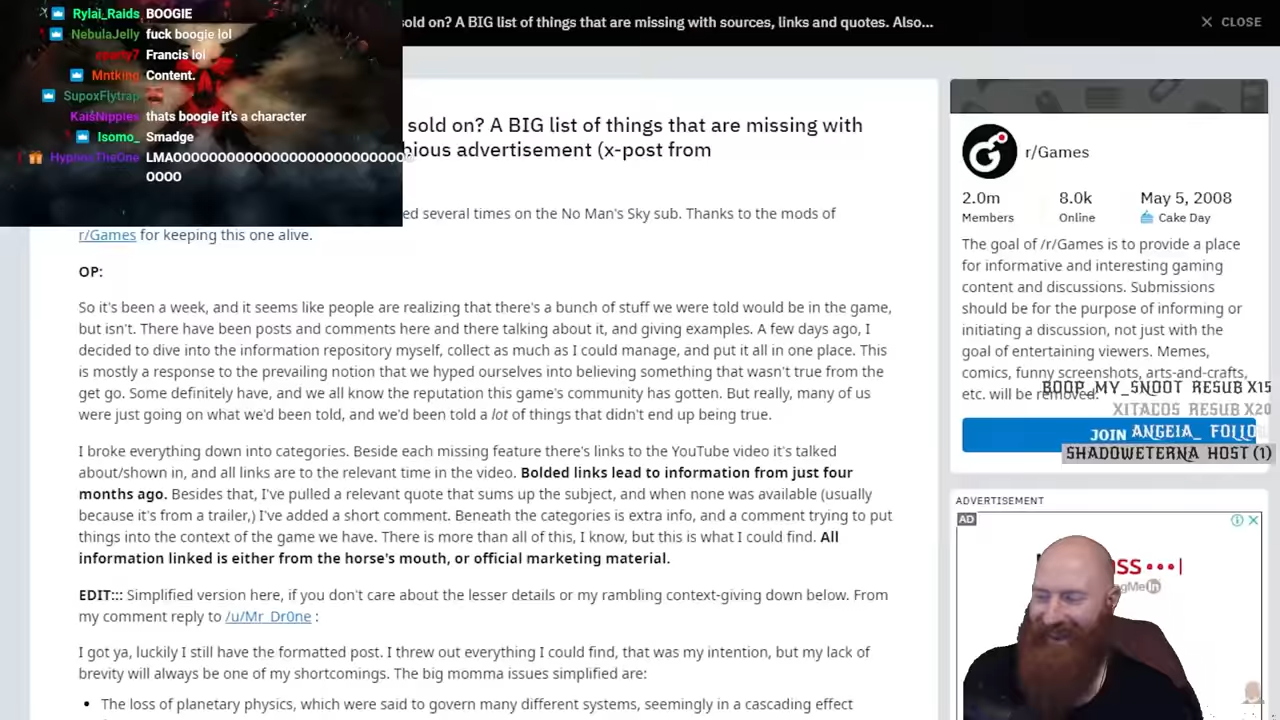 Rylai_Raids BOOGIE
NebulaJelly fuck boogie lol
Francis lol
Mntking Content.
SupoxFlytrap
KaisNipples thats boogie it's a character
Isomo_ Smadge
HypnosTheOne LMAOOOOOOOOOOOOOOOOOOOOOOOO
OOOO
sold on? A BIG list of things that are missing with sources, links and quotes. Also...
CLOSE
sold on? A BIG list of things that are missing with
bious advertisement (x-post from
ed several times on the No Man's Sky sub. Thanks to the mods of
r/Games for keeping this one alive.
OP:
So it's been a week, and it seems like people are realizing that there's a bunch of stuff we were told would be in the game,
but isn't. There have been posts and comments here and there talking about it, and giving examples. A few days ago, I
decided to dive into the information repository myself, collect as much as I could manage, and put it all in one place. This
is mostly a response to the prevailing notion that we hyped ourselves into believing something that wasn't true from the
get go. Some definitely have, and we all know the reputation this game's community has gotten. But really, many of us
were just going on what we'd been told, and we'd been told a lot of things that didn't end up being true.
I broke everything down into categories. Beside each missing feature there's links to the YouTube video it's talked
about/shown in, and all links are to the relevant time in the video. Bolded links lead to information from just four
months ago. Besides that, I've pulled a relevant quote that sums up the subject, and when none was available (usually
because it's from a trailer,) I've added a short comment. Beneath the categories is extra info, and a comment trying to put
things into the context of the game we have. There is more than all of this, I know, but this is what I could find. All
information linked is either from the horse's mouth, or official marketing material.
EDIT::: Simplified version here, if you don't care about the lesser details or my rambling context-giving down below. From
my comment reply to /u/Mr_Dr0ne :
I got ya, luckily I still have the formatted post. I threw out everything I could find, that was my intention, but my lack of
brevity will always be one of my shortcomings. The big momma issues simplified are:
• The loss of planetary physics, which were said to govern many different systems, seemingly in a cascading effect
r/Games
2.0m 8.0k May 5, 2008
Members Online Cake Day
The goal of /r/Games is to provide a place
for informative and interesting gaming
content and discussions. Submissions
should be for the purpose of informing or
initiating a discussion, not just with the
goal of entertaining viewers. Memes,
comics, funny screenshots, arts-and-crafts,
etc. will be removed.
BOOP_MY_SNOOT RESUB X15
XITACOS RESUB X20
JOIN
ANGEIA_ FOLLO
SHADOWETERNA HOST (1)
ADVERTISEMENT
AD
ss
gMeIn